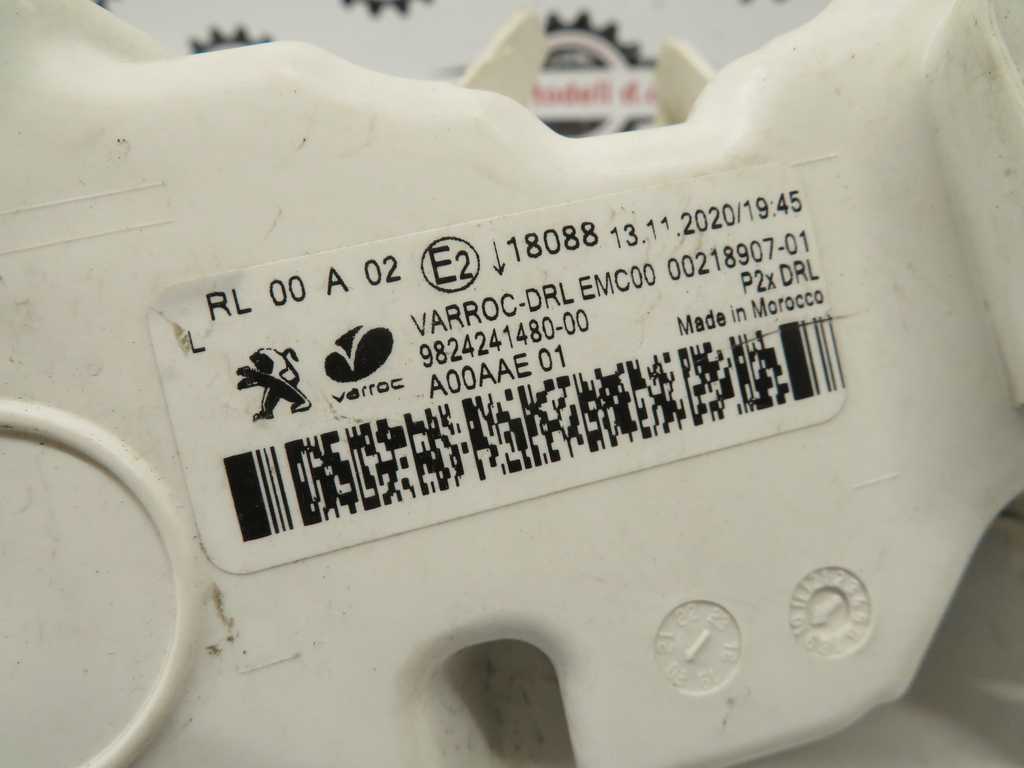 RL 00 A 02 E2 ↓18088 13.11.2020/19:45
L
VARROC-DRL EMC00 00218907-01
9824241480-00
P2x DRL
A00AAE 01
Made in Morocco
varroc